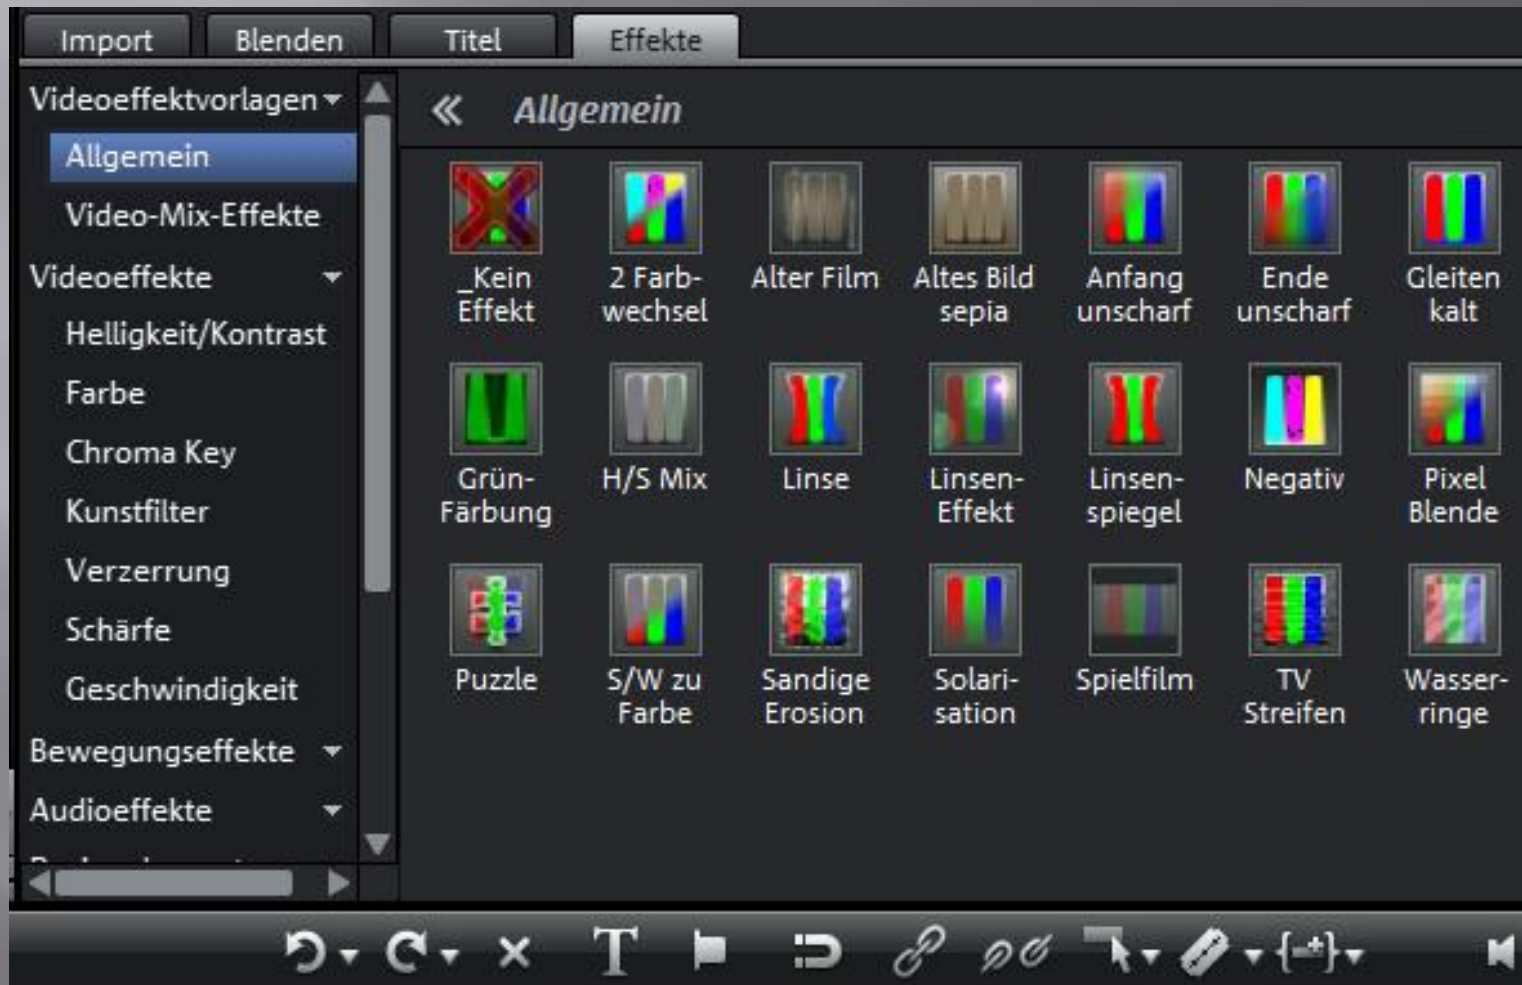 Import Blenden Titel Effekte
Videoeffektvorlagen
Allgemein
Video-Mix-Effekte
Videoeffekte
Helligkeit/Kontrast
Farbe
Chroma Key
Kunstfilter
Verzerrung
Schärfe
Geschwindigkeit
Bewegungseffekte
Audioeffekte
Allgemein
_Kein
Effekt
2 Farb-
wechsel
Alter Film
Altes Bild
sepia
Anfang
unscharf
Ende
unscharf
Gleiten
kalt
Grün-
Färbung
H/S Mix
Linse
Linsen-
Effekt
Linsen-
spiegel
Negativ
Pixel
Blende
Puzzle
S/W zu
Farbe
Sandige
Erosion
Solari-
sation
Spielfilm
TV
Streifen
Wasser-
ringe